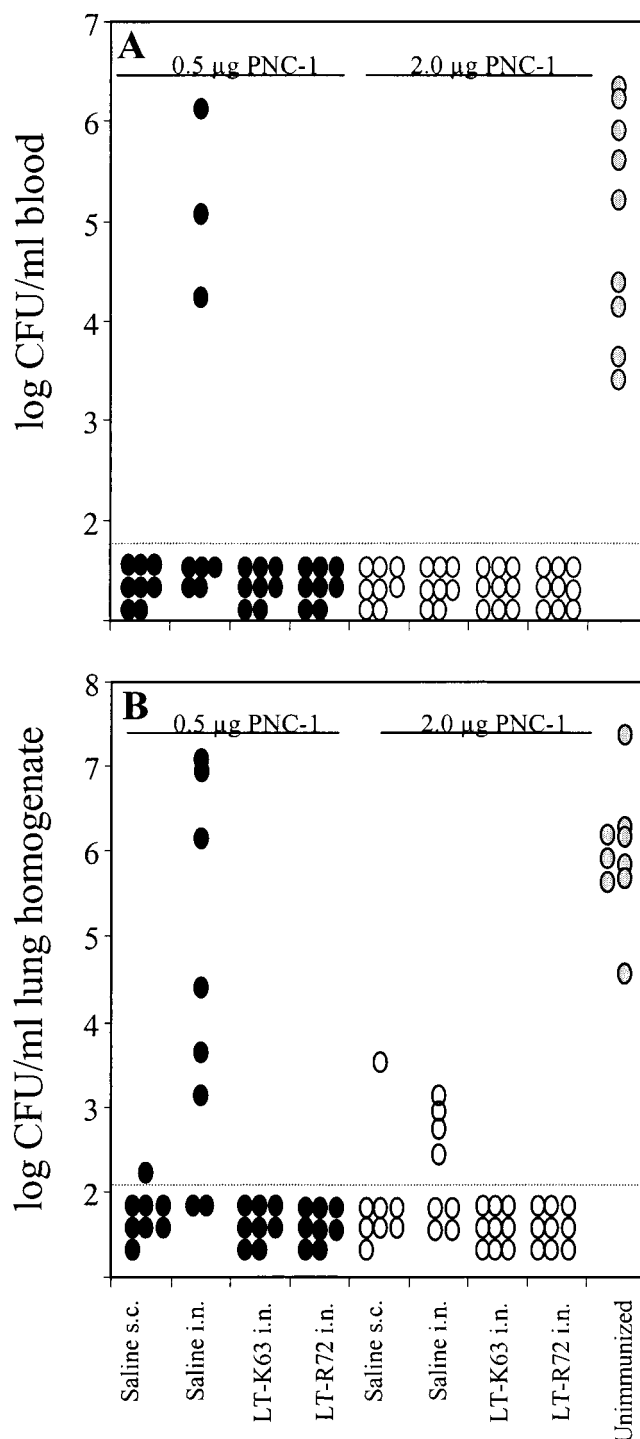 A
0.5 µg PNC-1
2.0 µg PNC-1
log CFU/ml blood
7
6
5
4
3
2
B
0.5 µg PNC-1
2.0 µg PNC-1
log CFU/ml lung homogenate
8
7
6
5
4
3
2
Saline s.c.
Saline i.n.
LT-K63 i.n.
LT-R72 i.n.
Saline s.c.
Saline i.n.
LT-K63 i.n.
LT-R72 i.n.
Unimmunized